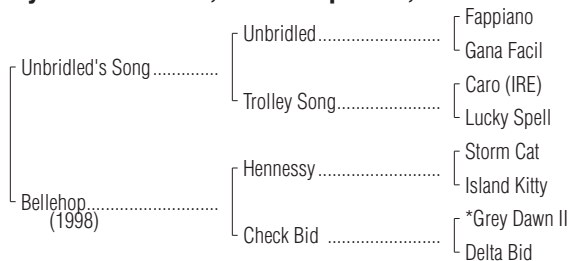 Fappiano
Unbridled....................
Gana Facil
Unbridled's Song..............
Caro (IRE)
Trolley Song.................
Lucky Spell
Storm Cat
Hennessy....................
Island Kitty
Bellehop..........................
(1998)
*Grey Dawn II
Check Bid ....................
Delta Bid